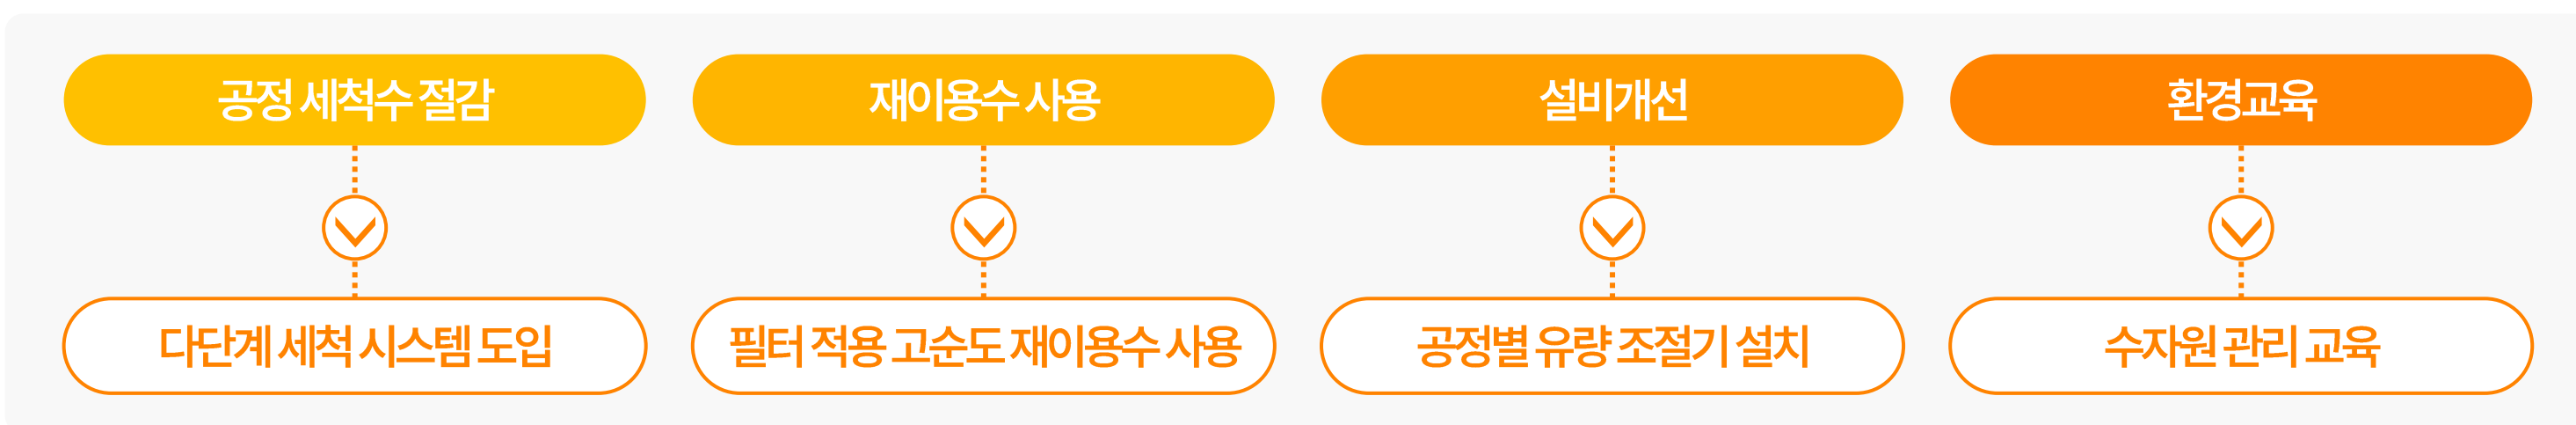 공정 세척수 절감
재이용수 사용
설비개선
환경교육
다단계 세척 시스템 도입
필터 적용 고순도 재이용수 사용
공정별 유량 조절기 설치
수자원 관리 교육